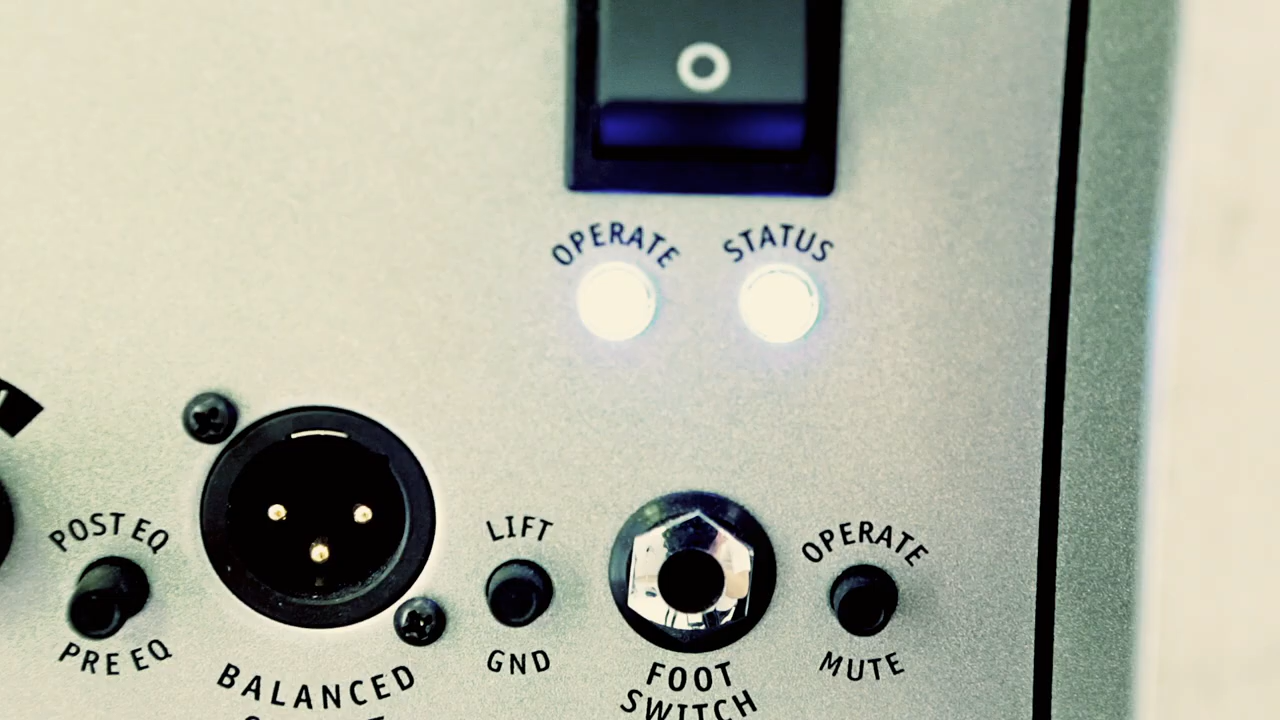 OPERATE
STATUS
POST EQ
PRE EQ
BALANCED
LIFT
GND
FOOT
SWITCH
OPERATE
MUTE